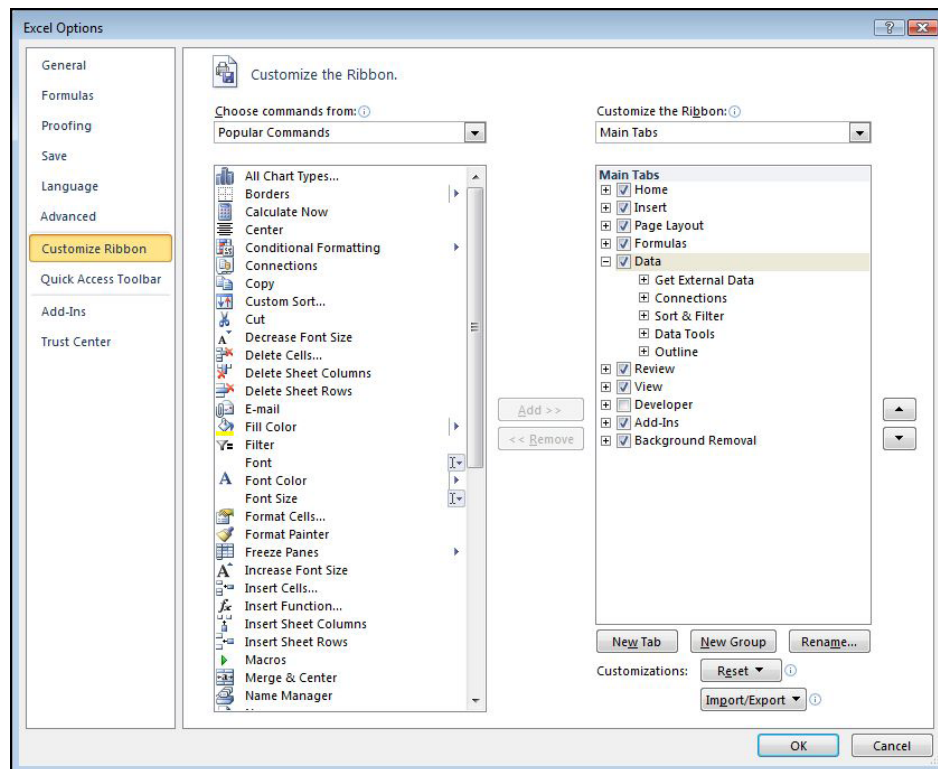 Excel Options
General
Formulas
Proofing
Save
Language
Advanced
Customize Ribbon
Quick Access Toolbar
Add-Ins
Trust Center
Customize the Ribbon.
Choose commands from:
Popular Commands
All Chart Types...
Borders
Calculate Now
Center
Conditional Formatting
Connections
Copy
Custom Sort...
Cut
Decrease Font Size
Delete Cells...
Delete Sheet Columns
Delete Sheet Rows
E-mail
Fill Color
Filter
Font
Font Color
Font Size
Format Cells...
Format Painter
Freeze Panes
Increase Font Size
Insert Cells...
Insert Function...
Insert Sheet Columns
Insert Sheet Rows
Macros
Merge & Center
Name Manager
Add >>
<< Remove
Customize the Ribbon:
Main Tabs
Main Tabs
Home
Insert
Page Layout
Formulas
Data
Get External Data
Connections
Sort & Filter
Data Tools
Outline
Review
View
Developer
Add-Ins
Background Removal
New Tab New Group Rename...
Customizations: Reset
Import/Export
OK Cancel